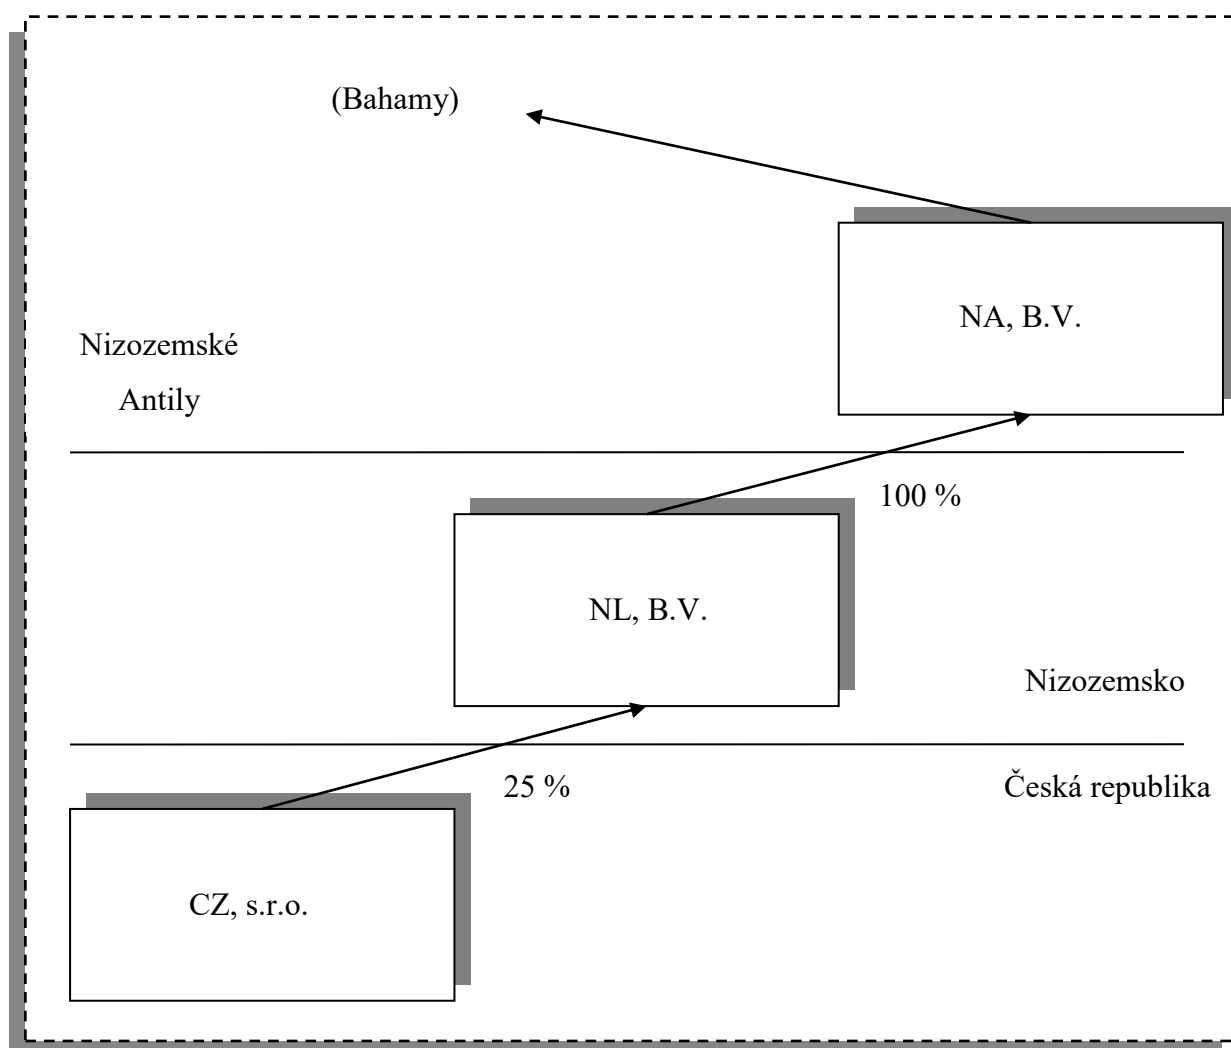 (Bahamy)
NA, B.V.
Nizozemské
Antily
100 %
NL, B.V.
Nizozemsko
25 %
Česká republika
CZ, s.r.o.